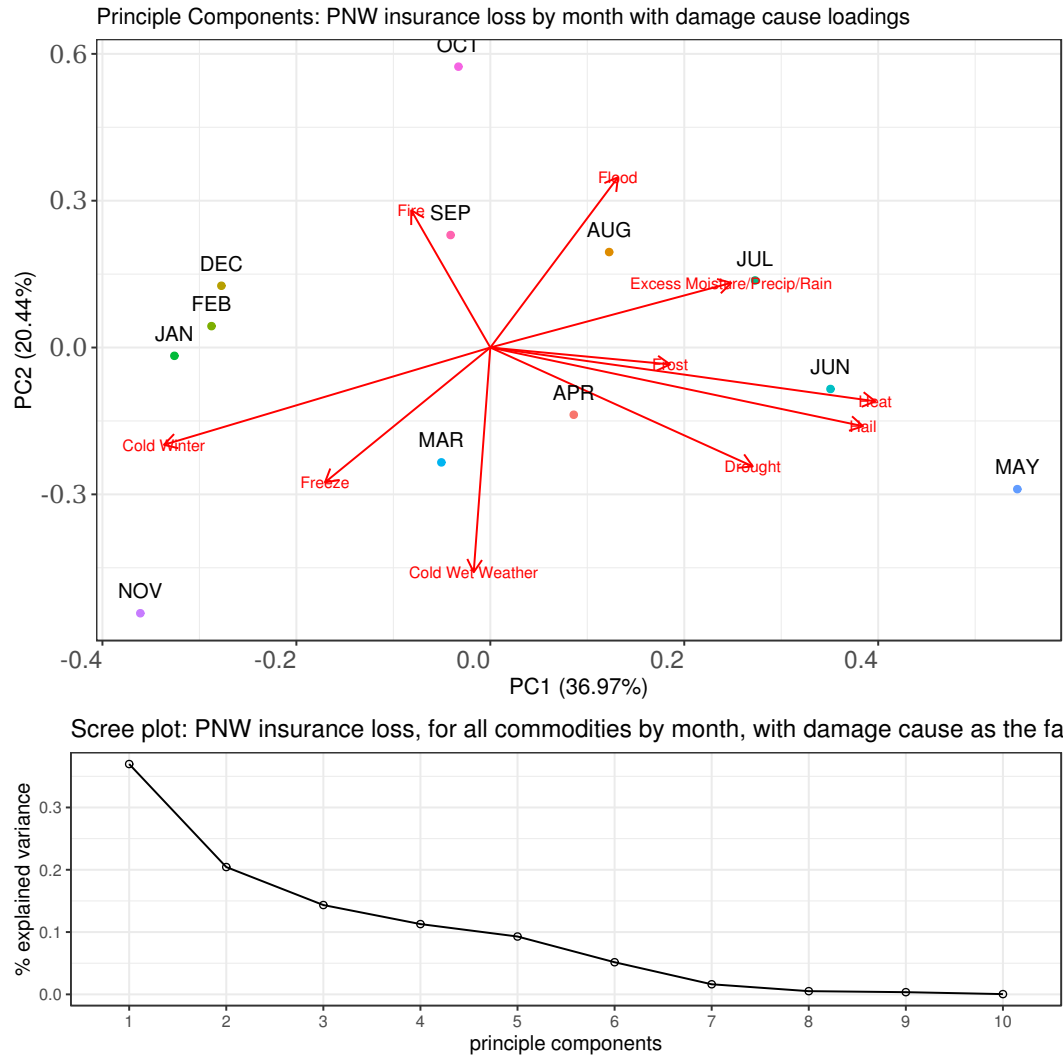 Principle Components: PNW insurance loss by month with damage cause loadings
OCT
0.6
Flood
Fire
SEP
0.3
AUG
DEC
JUL
Excess Moisture/Precip/Rain
FEB
JAN
0.0
Frost
JUN
APR
Heat
Hail
MAR
Cold Winter
Drought
MAY
Freeze
-0.3
Cold Wet Weather
NOV
PC2 (20.44%)
-0.4 -0.2 0.0 0.2 0.4
PC1 (36.97%)
Scree plot: PNW insurance loss, for all commodities by month, with damage cause as the fa
0.3
0.2
0.1
0.0
% explained variance
1 2 3 4 5 6 7 8 9 10
principle components